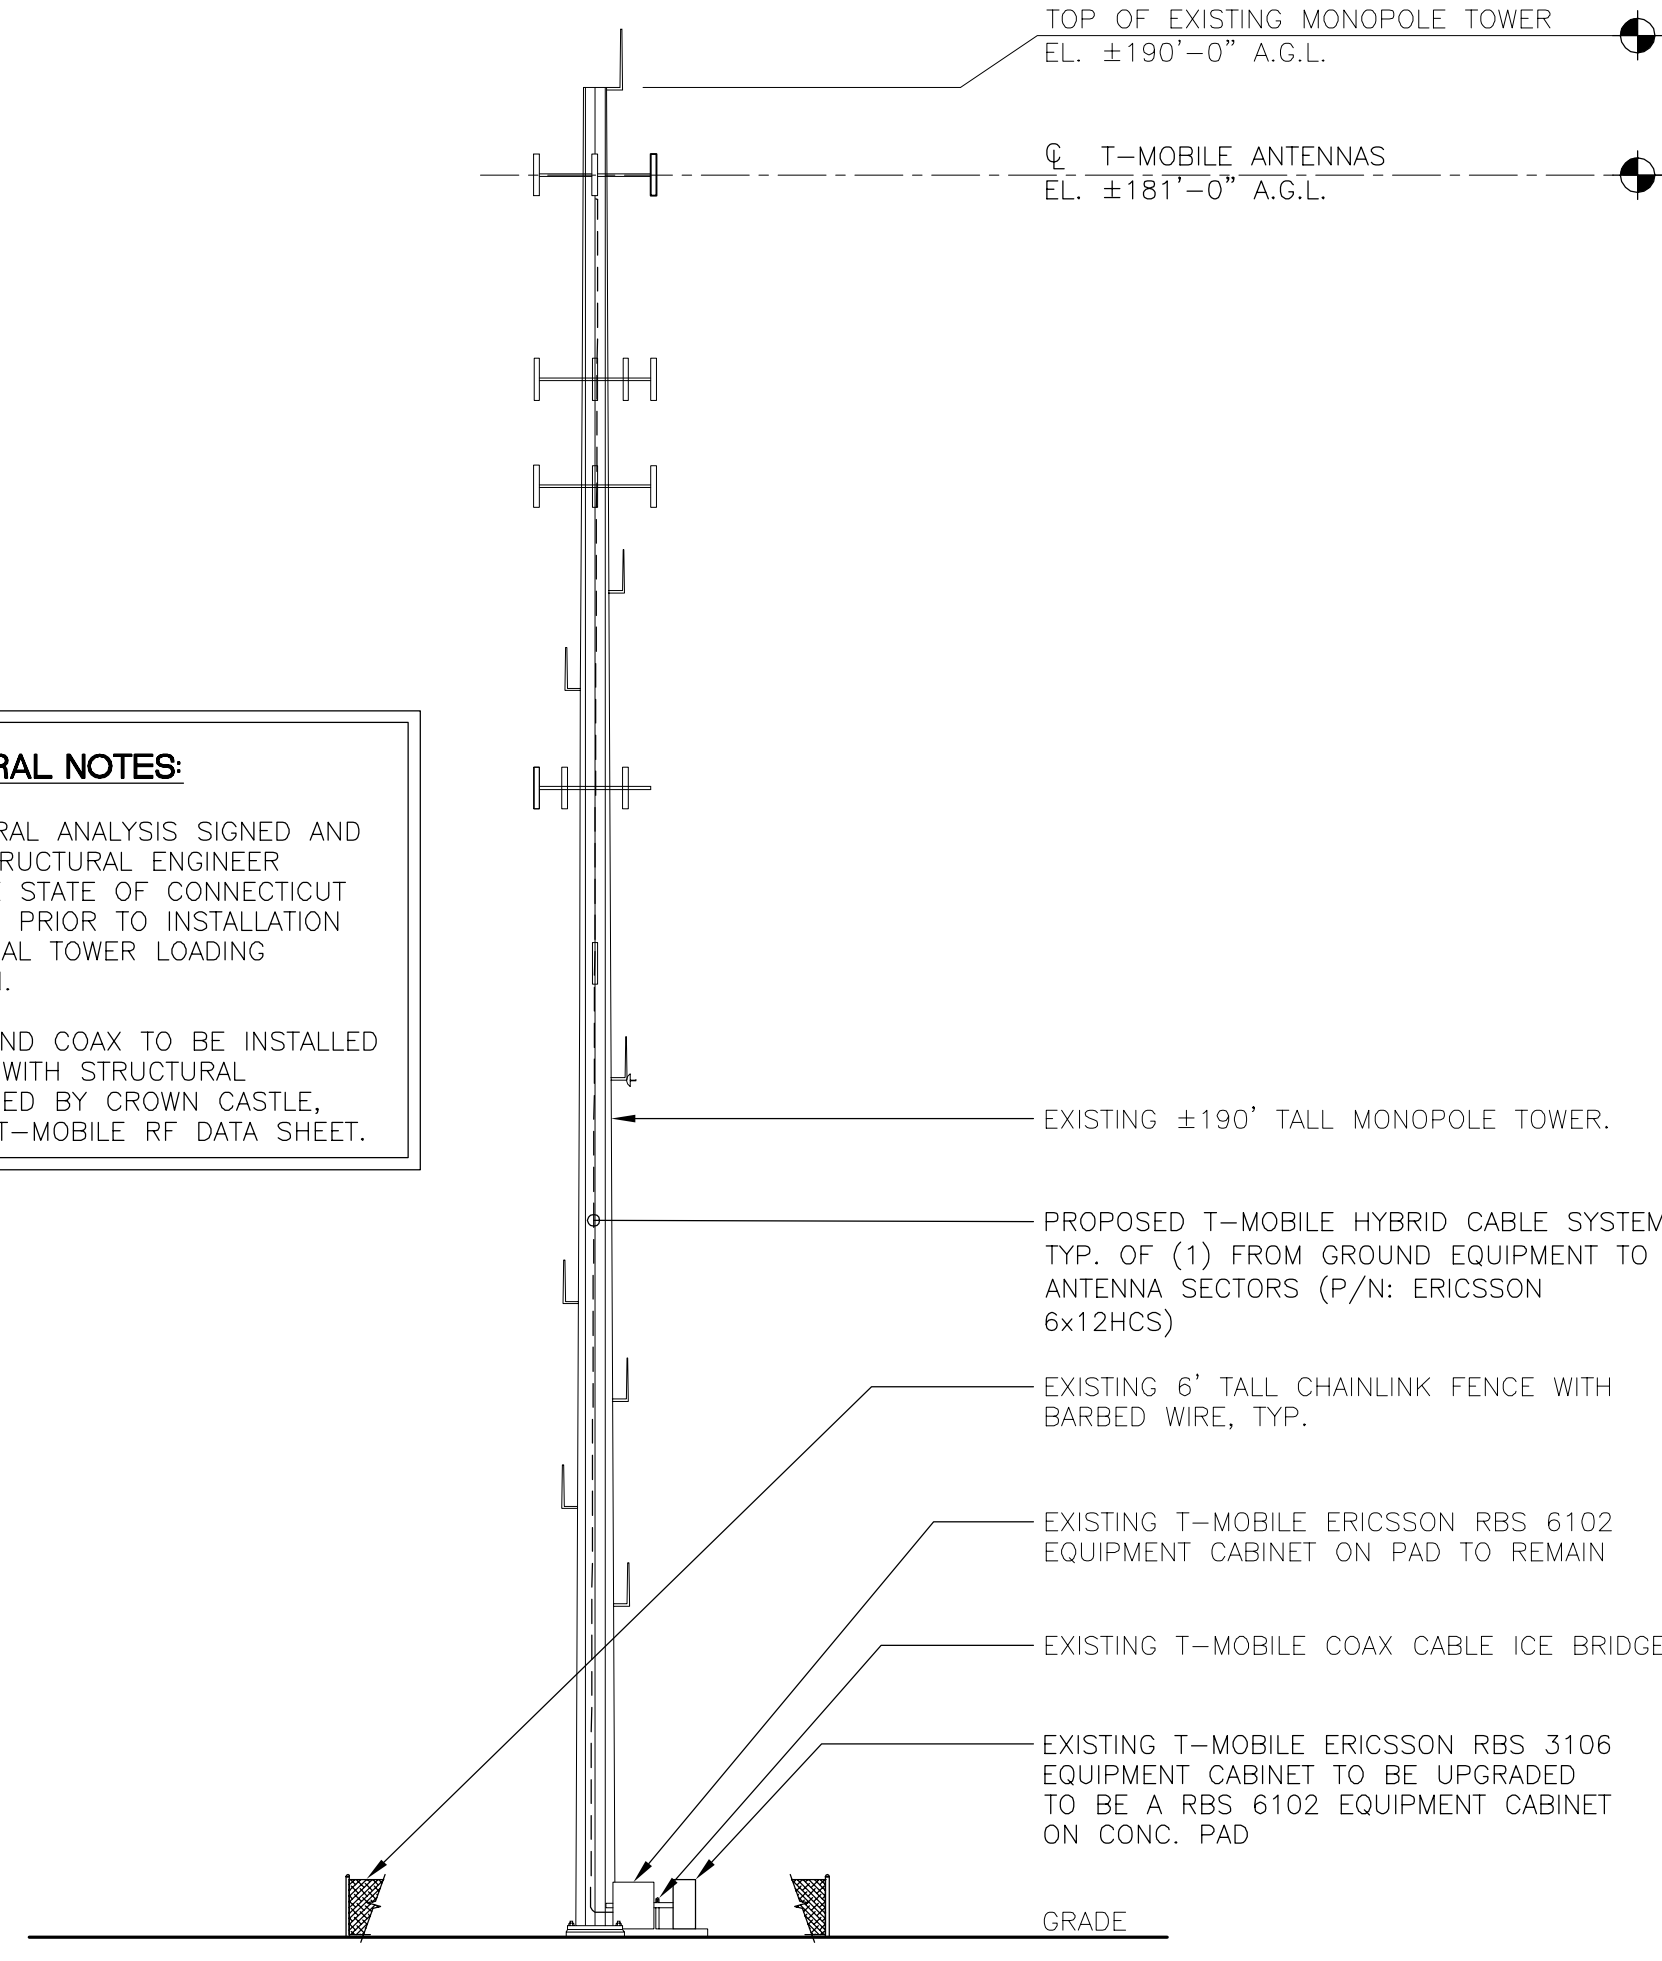 TOP OF EXISTING MONOPOLE TOWER
EL. ±190'-0" A.G.L.
℄ T-MOBILE ANTENNAS
EL. ±181'-0" A.G.L.
RAL NOTES:
RAL ANALYSIS SIGNED AND
RUCTURAL ENGINEER
STATE OF CONNECTICUT
PRIOR TO INSTALLATION
AL TOWER LOADING
ND COAX TO BE INSTALLED
WITH STRUCTURAL
ED BY CROWN CASTLE,
T-MOBILE RF DATA SHEET.
EXISTING ±190' TALL MONOPOLE TOWER.
PROPOSED T-MOBILE HYBRID CABLE SYSTEM
TYP. OF (1) FROM GROUND EQUIPMENT TO
ANTENNA SECTORS (P/N: ERICSSON
6x12HCS)
EXISTING 6' TALL CHAINLINK FENCE WITH
BARBED WIRE, TYP.
EXISTING T-MOBILE ERICSSON RBS 6102
EQUIPMENT CABINET ON PAD TO REMAIN
EXISTING T-MOBILE COAX CABLE ICE BRIDGE
EXISTING T-MOBILE ERICSSON RBS 3106
EQUIPMENT CABINET TO BE UPGRADED
TO BE A RBS 6102 EQUIPMENT CABINET
ON CONC. PAD
GRADE